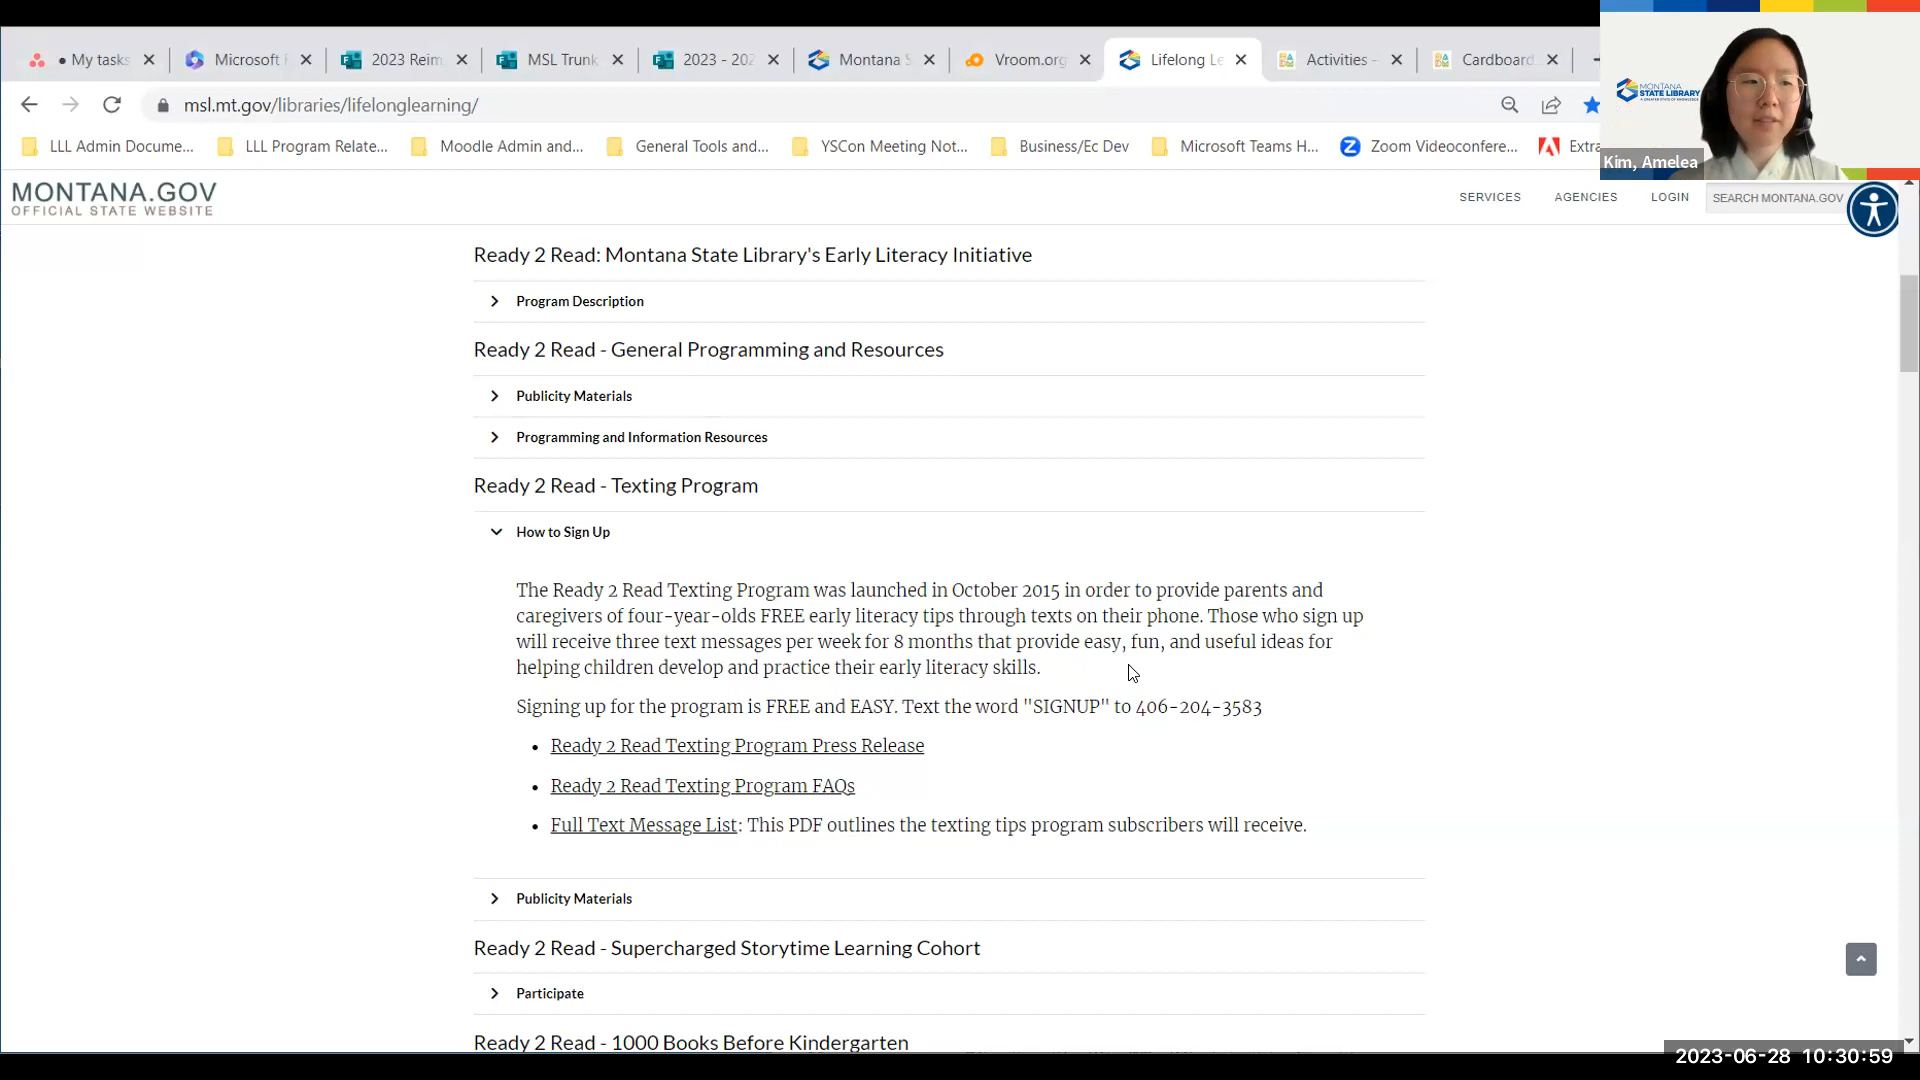 My tasks
Microsoft
2023 Reim
MSL Trunk
2023 - 202
Montana S
Vroom.org
Lifelong Le
Activities -
Cardboard
msl.mt.gov/libraries/lifelonglearning/
LLL Admin Docume...
LLL Program Relate...
Moodle Admin and...
General Tools and...
YSCon Meeting Not...
Business/Ec Dev
Microsoft Teams H...
Zoom Videoconfere...
Extra
MONTANA
STATE LIBRARY
Kim, Amelea
MONTANA.GOV
OFFICIAL STATE WEBSITE
SERVICES
AGENCIES
LOGIN
SEARCH MONTANA.GOV
Ready 2 Read: Montana State Library's Early Literacy Initiative
Program Description
Ready 2 Read - General Programming and Resources
Publicity Materials
Programming and Information Resources
Ready 2 Read - Texting Program
How to Sign Up
The Ready 2 Read Texting Program was launched in October 2015 in order to provide parents and
caregivers of four-year-olds FREE early literacy tips through texts on their phone. Those who sign up
will receive three text messages per week for 8 months that provide easy, fun, and useful ideas for
helping children develop and practice their early literacy skills.
Signing up for the program is FREE and EASY. Text the word "SIGNUP" to 406-204-3583
• Ready 2 Read Texting Program Press Release
• Ready 2 Read Texting Program FAQs
• Full Text Message List: This PDF outlines the texting tips program subscribers will receive.
Publicity Materials
Ready 2 Read - Supercharged Storytime Learning Cohort
Participate
Ready 2 Read - 1000 Books Before Kindergarten
2023-06-28 10:30:59